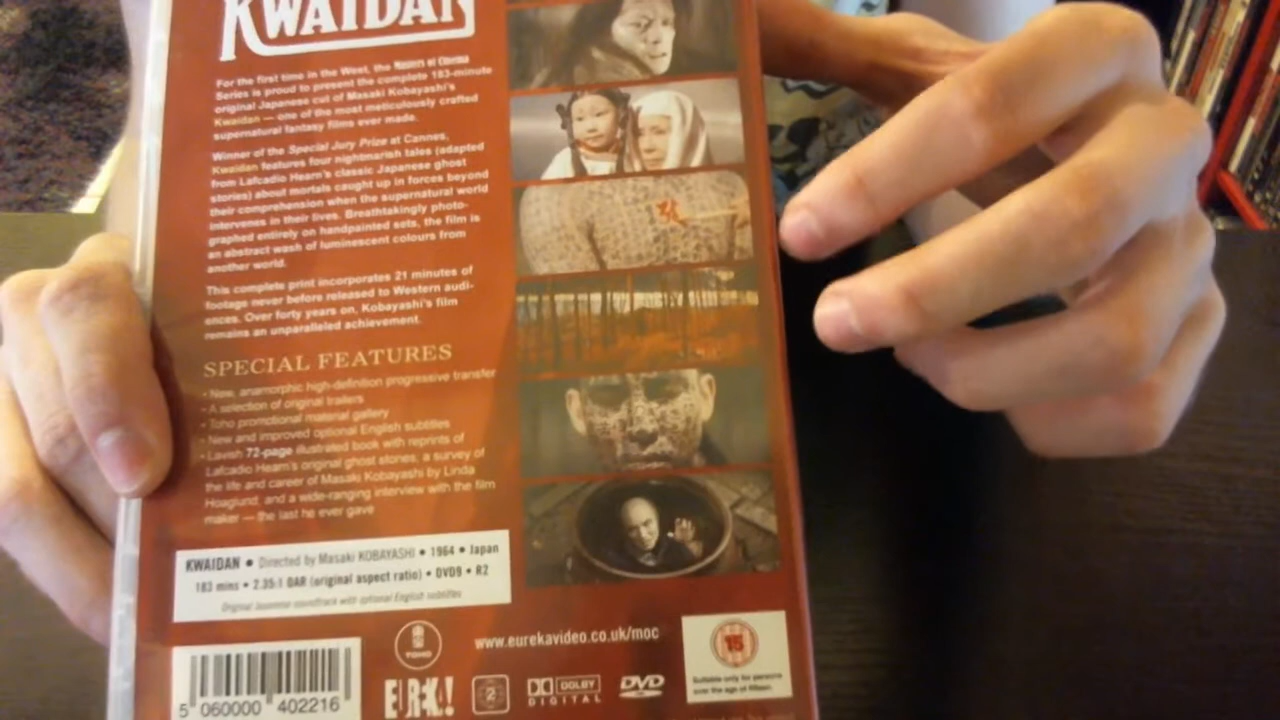 KWAIDAN
For the first time in the West, the Masters of Cinema
Series is proud to present the complete 183-minute
original Japanese cut of Masaki Kobayashi's
Kwaidan — one of the most meticulously crafted
supernatural fantasy films ever made.
Winner of the Special Jury Prize at Cannes,
Kwaidan features four nightmarish tales (adapted
from Lafcadio Hearn's classic Japanese ghost
stories) about mortals caught up in forces beyond
their comprehension when the supernatural world
intervenes in their lives. Breathtakingly photo-
graphed entirely on handpainted sets, the film is
an abstract wash of luminescent colours from
another world.
This complete print incorporates 21 minutes of
footage never before released to Western audi-
ences. Over forty years on, Kobayashi's film
remains an unparalleled achievement.
SPECIAL FEATURES
- New, anamorphic high-definition progressive transfer
- A selection of original trailers
- Toho promotional material gallery
- New and improved optional English subtitles
- Lavish 72-page illustrated book with reprints of
Lafcadio Hearn's original ghost stories; a survey of
the life and career of Masaki Kobayashi by Linda
Hoaglund; and a wide-ranging interview with the film
maker — the last he ever gave
KWAIDAN • Directed by Masaki KOBAYASHI • 1964 • Japan
183 mins • 2.35:1 OAR (original aspect ratio) • DVD9 • R2
Original Japanese soundtrack with optional English subtitles
TOHO
www.eurekavideo.co.uk/moc
15
Suitable only for persons
over the age of fifteen.
EUREKA!
2
DOLBY
DIGITAL
DVD
5 060000 402216